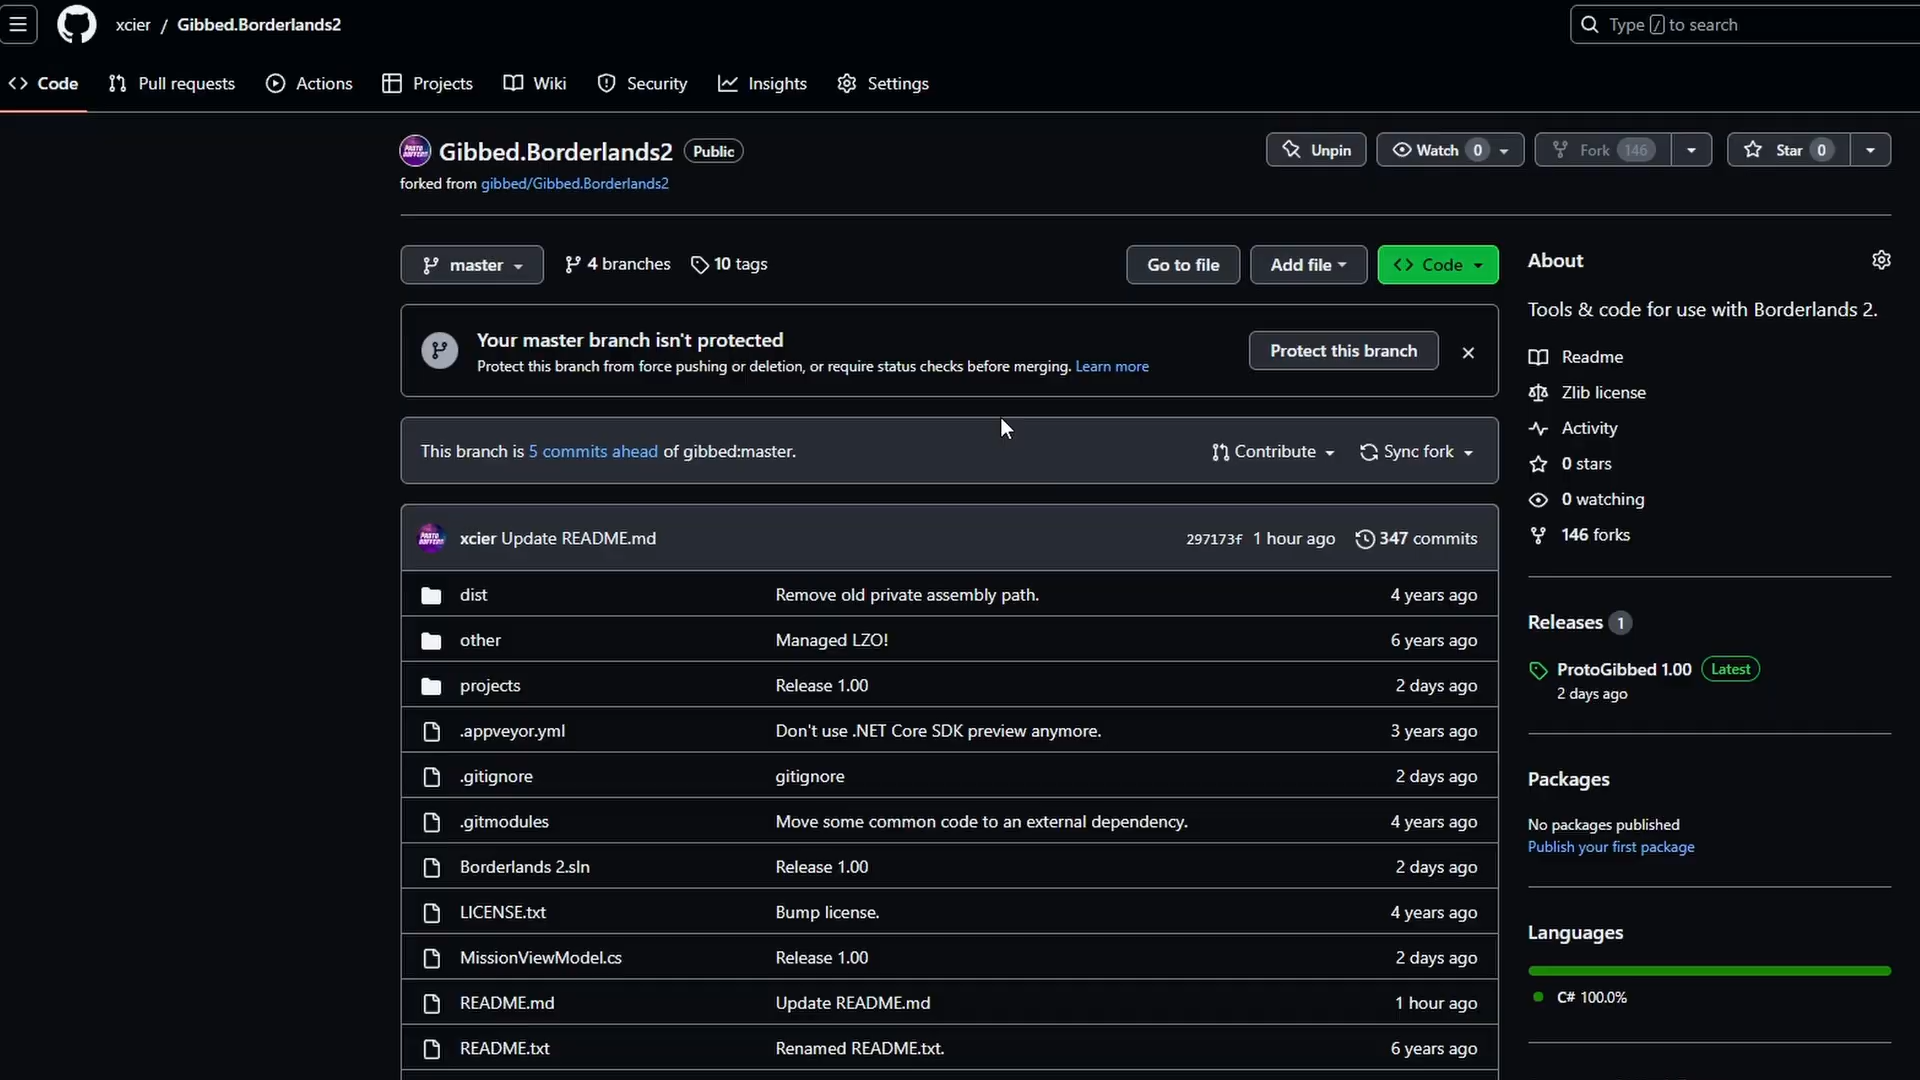 xcier / Gibbed.Borderlands2
Type / to search
Code Pull requests Actions Projects Wiki Security Insights Settings
Gibbed.Borderlands2 Public
Unpin Watch 0 Fork 146 Star 0
forked from gibbed/Gibbed.Borderlands2
master 4 branches 10 tags
Go to file Add file Code
Your master branch isn't protected
Protect this branch from force pushing or deletion, or require status checks before merging. Learn more
Protect this branch
This branch is 5 commits ahead of gibbed:master.
Contribute Sync fork
xcier Update README.md 297173f 1 hour ago 347 commits
dist Remove old private assembly path. 4 years ago
other Managed LZO! 6 years ago
projects Release 1.00 2 days ago
.appveyor.yml Don't use .NET Core SDK preview anymore. 3 years ago
.gitignore gitignore 2 days ago
.gitmodules Move some common code to an external dependency. 4 years ago
Borderlands 2.sln Release 1.00 2 days ago
LICENSE.txt Bump license. 4 years ago
MissionViewModel.cs Release 1.00 2 days ago
README.md Update README.md 1 hour ago
README.txt Renamed README.txt. 6 years ago
About
Tools & code for use with Borderlands 2.
Readme
Zlib license
Activity
0 stars
0 watching
146 forks
Releases 1
ProtoGibbed 1.00 Latest
2 days ago
Packages
No packages published
Publish your first package
Languages
C# 100.0%